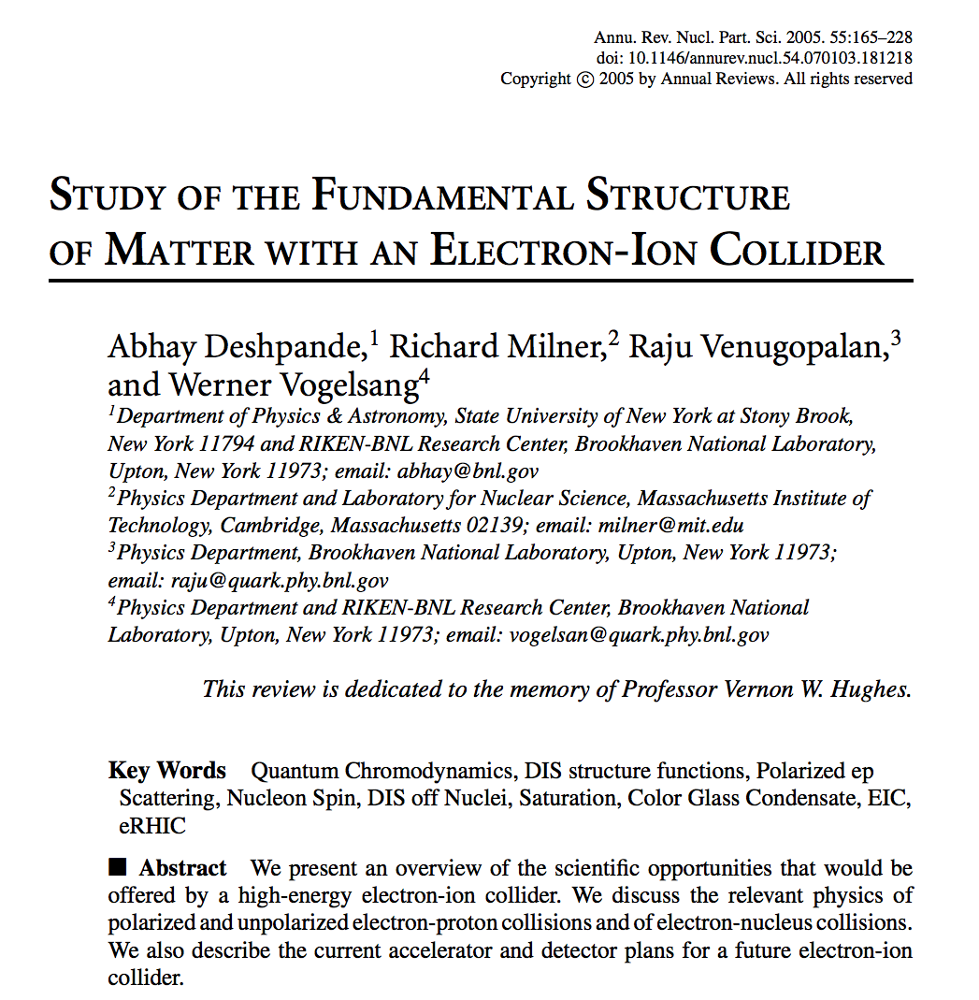 Annu. Rev. Nucl. Part. Sci. 2005. 55:165–228
doi: 10.1146/annurev.nucl.54.070103.181218
Copyright © 2005 by Annual Reviews. All rights reserved
STUDY OF THE FUNDAMENTAL STRUCTURE
OF MATTER WITH AN ELECTRON-ION COLLIDER
Abhay Deshpande,¹ Richard Milner,² Raju Venugopalan,³
and Werner Vogelsang⁴
¹Department of Physics & Astronomy, State University of New York at Stony Brook,
New York 11794 and RIKEN-BNL Research Center, Brookhaven National Laboratory,
Upton, New York 11973; email: abhay@bnl.gov
²Physics Department and Laboratory for Nuclear Science, Massachusetts Institute of
Technology, Cambridge, Massachusetts 02139; email: milner@mit.edu
³Physics Department, Brookhaven National Laboratory, Upton, New York 11973;
email: raju@quark.phy.bnl.gov
⁴Physics Department and RIKEN-BNL Research Center, Brookhaven National
Laboratory, Upton, New York 11973; email: vogelsan@quark.phy.bnl.gov
This review is dedicated to the memory of Professor Vernon W. Hughes.
Key Words Quantum Chromodynamics, DIS structure functions, Polarized ep
Scattering, Nucleon Spin, DIS off Nuclei, Saturation, Color Glass Condensate, EIC,
eRHIC
■ Abstract We present an overview of the scientific opportunities that would be
offered by a high-energy electron-ion collider. We discuss the relevant physics of
polarized and unpolarized electron-proton collisions and of electron-nucleus collisions.
We also describe the current accelerator and detector plans for a future electron-ion
collider.